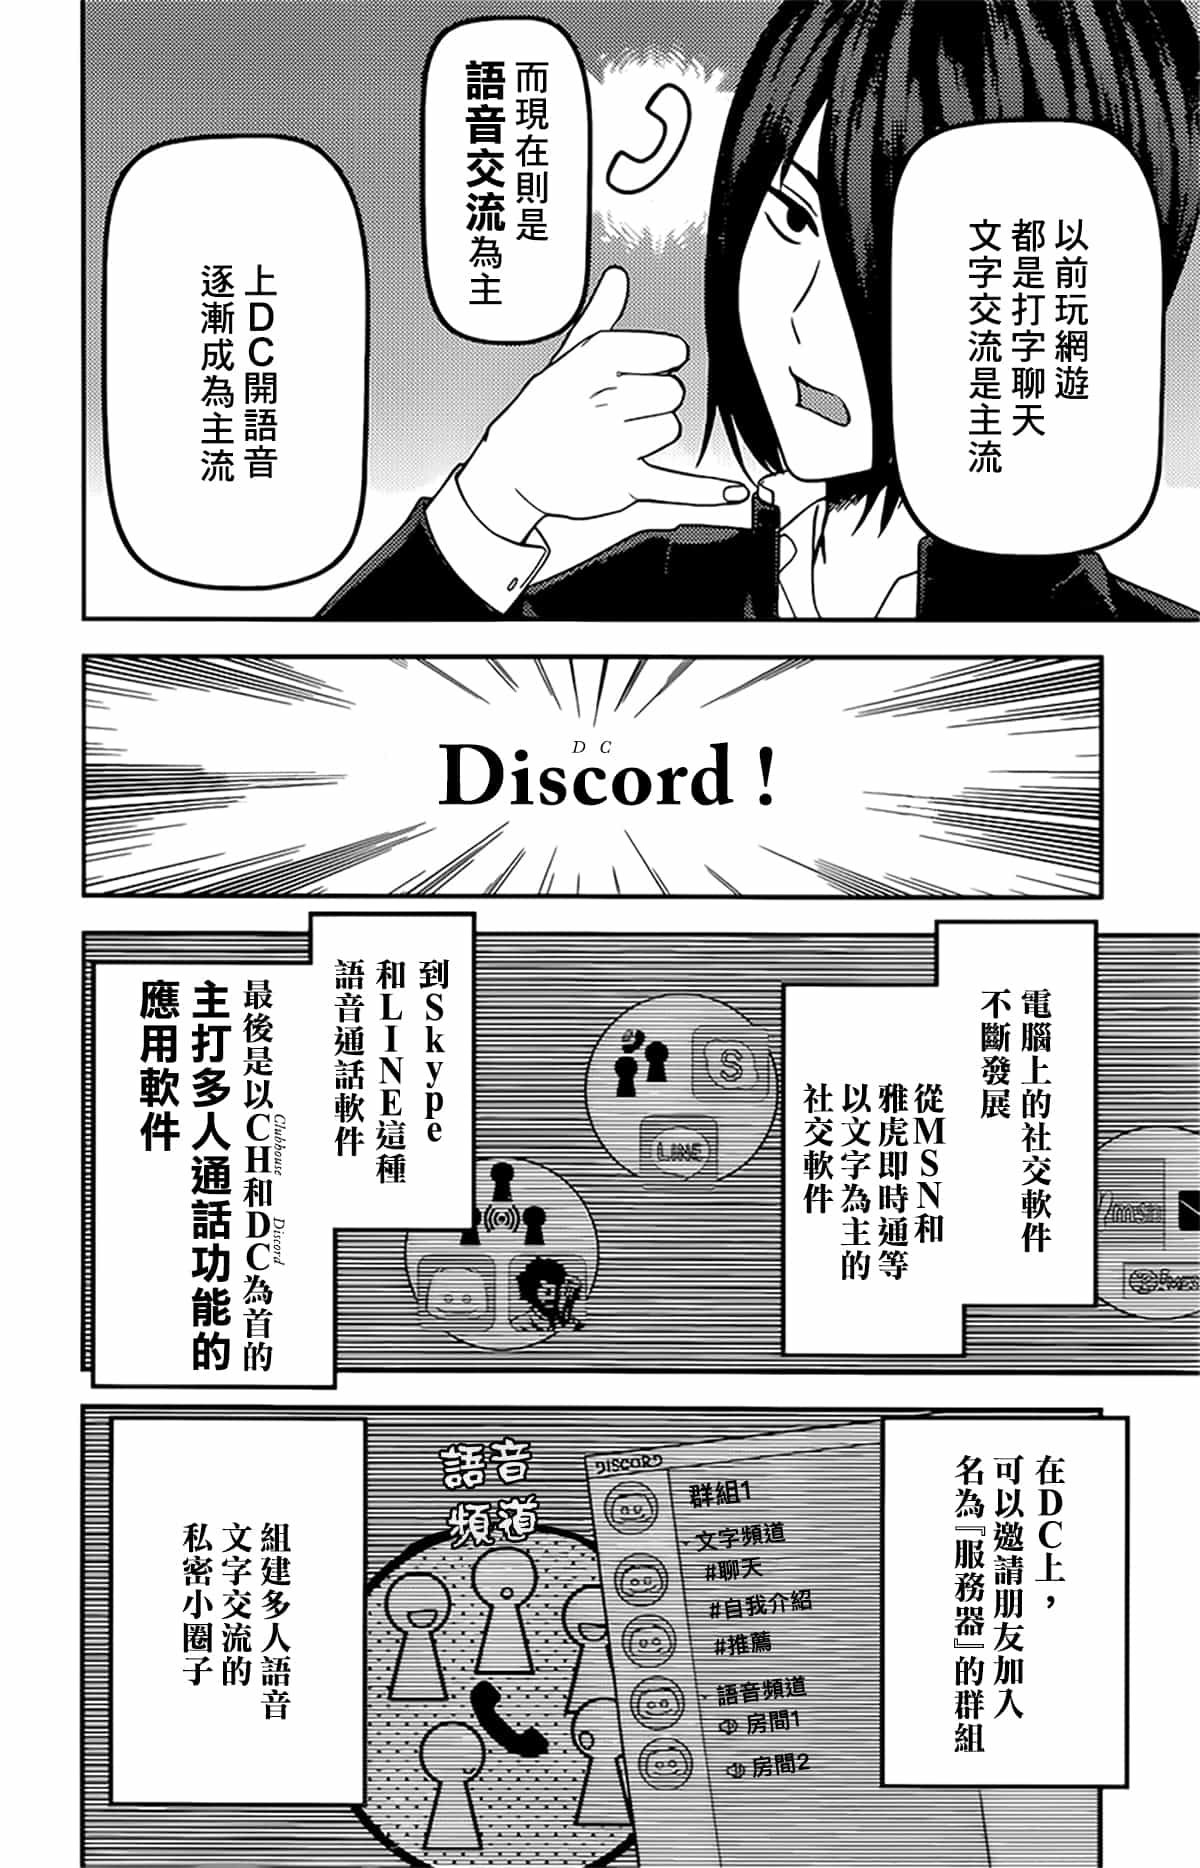 以前玩網遊
都是打字聊天
文字交流是主流
而現在則是
語音交流為主
上DC開語音
逐漸成為主流
D C
Discord！
電腦上的社交軟件
不斷發展
從MSN和
雅虎即時通等
以文字為主的
社交軟件
msn
S
LINE
到Skype
和LINE這種
語音通話軟件
Clubhouse Discord
最後是以CH和DC為首的
主打多人通話功能的
應用軟件
在DC上，
可以邀請朋友加入
名為『服務器』的群組
DISCORD
群組1
文字頻道
#聊天
#自我介紹
#推薦
語音頻道
房間1
房間2
語音
頻道
組建多人語音
文字交流的
私密小圈子